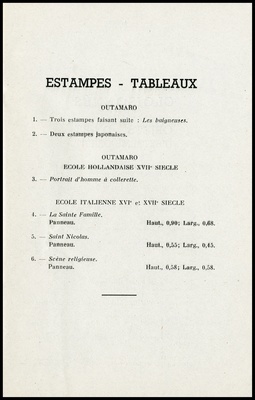 ESTAMPES - TABLEAUX
OUTAMARO
1. — Trois estampes faisant suite : Les baigneuses.
2. — Deux estampes japonaises.
OUTAMARO
ECOLE HOLLANDAISE XVIIe SIECLE
3. — Portrait d'homme à collerette.
ECOLE ITALIENNE XVIe et XVIIe SIECLE
4. — La Sainte Famille.
Panneau. Haut., 0,90; Larg., 0,68.
5. — Saint Nicolas.
Panneau. Haut., 0,55; Larg., 0,45.
6. — Scène religieuse.
Panneau. Haut., 0,58; Larg., 0,58.